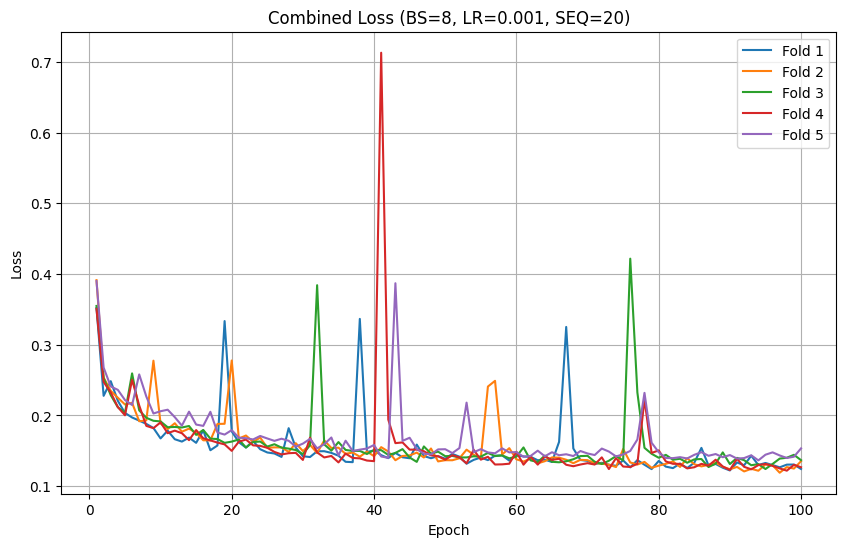 Combined Loss (BS=8, LR=0.001, SEQ=20)
Fold 1
Fold 2
Fold 3
Fold 4
Fold 5
Loss
0.7
0.6
0.5
0.4
0.3
0.2
0.1
0 20 40 60 80 100
Epoch